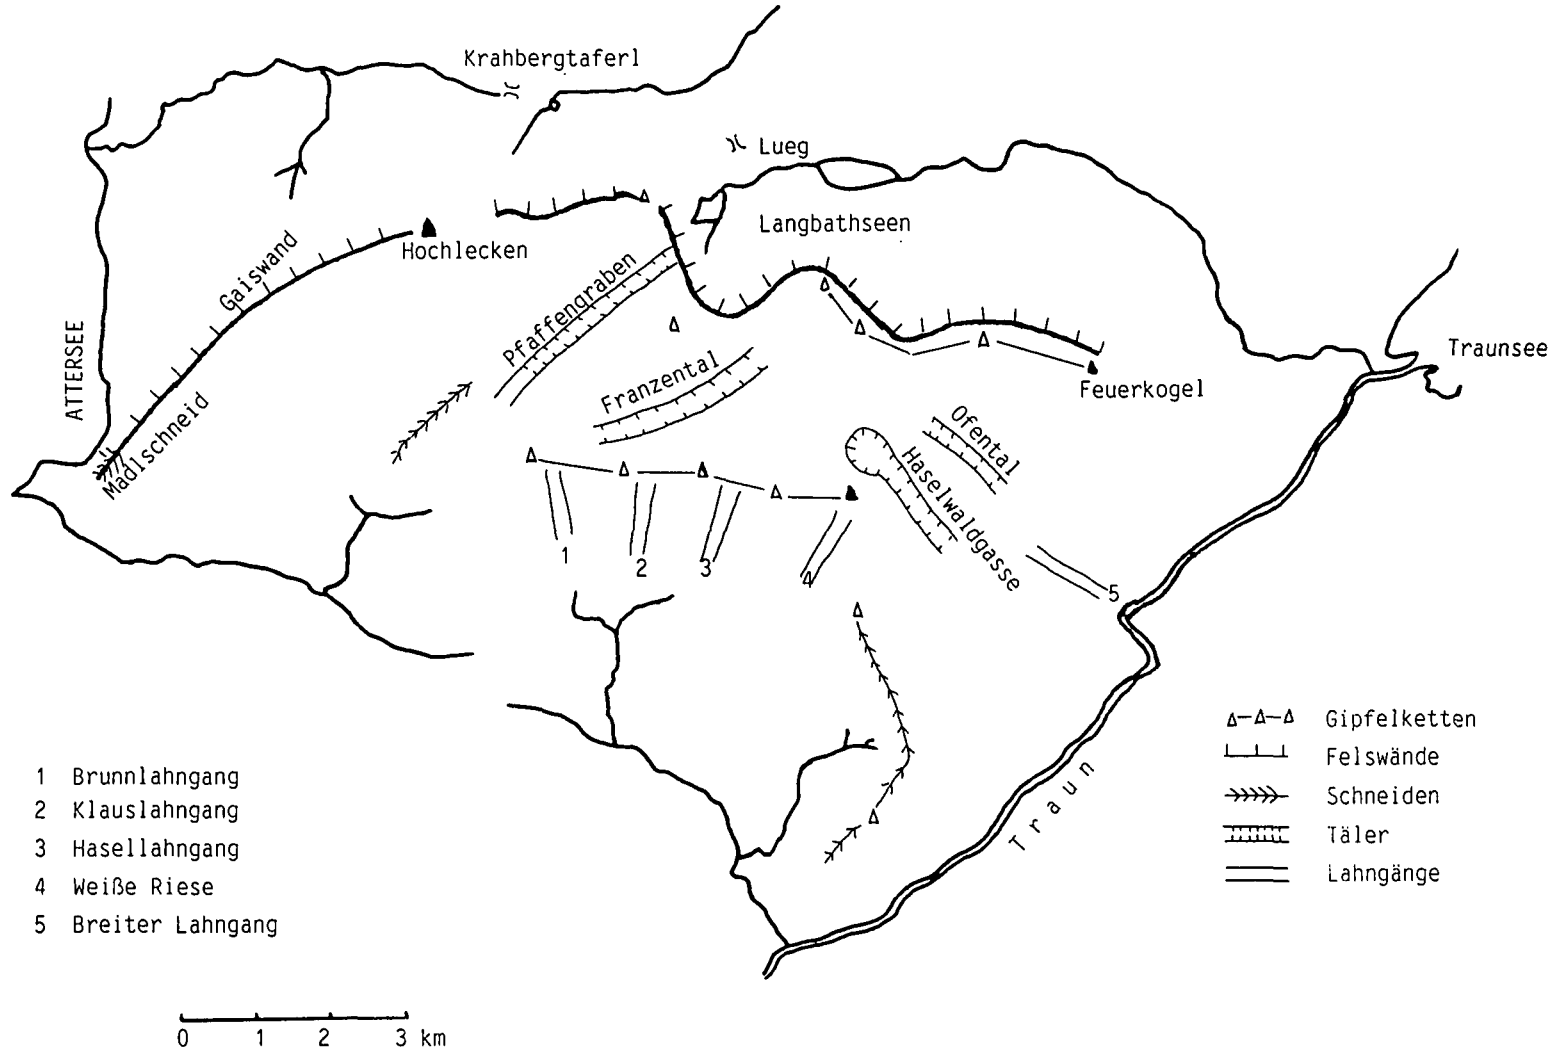 Krahbergtaferl
Lueg
Langbathseen
Hochlecken
Gaiswand
Pfaffengraben
ATTERSEE
Madlschneid
Franzental
Feuerkogel
Traunsee
Ofental
Haselwaldgasse
1
2
3
4
5
Traun
1 Brunnlahngang
2 Klauslahngang
3 Hasellahngang
4 Weiße Riese
5 Breiter Lahngang
Gipfelketten
Felswände
Schneiden
Täler
Lahngänge
0 1 2 3 km